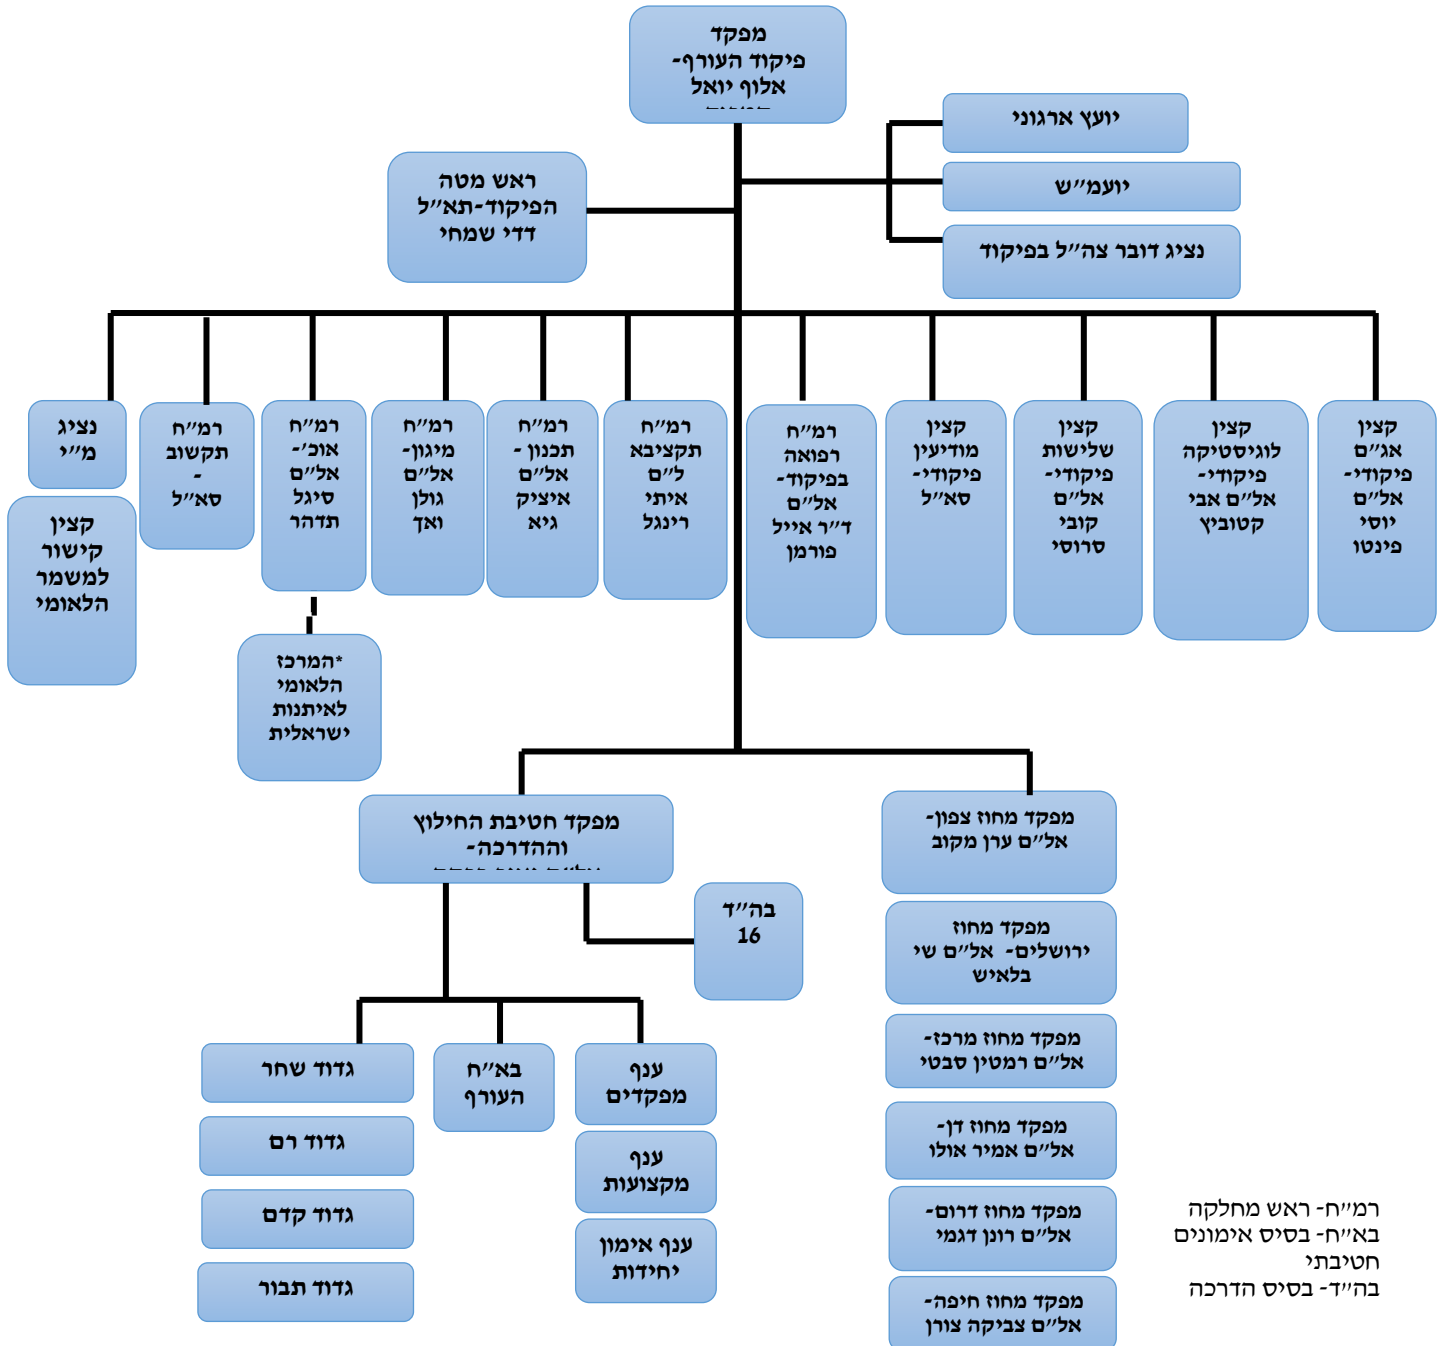 מפקד
פיקוד העורף-
אלוף יואל
יועץ ארגוני
יועמ"ש
נציג דובר צה"ל בפיקוד
ראש מטה
הפיקוד-תא"ל
דדי שמחי
קצין
אג"ם
פיקודי-
אל"ם
יוסי
פינטו
קצין
לוגיסטיקה
פיקודי-
אל"ם אבי
קטוביץ
קצין
שלישות
פיקודי-
אל"ם
קובי
סרוסי
קצין
מודיעין
פיקודי-
סא"ל
רמ"ח
רפואה
בפיקוד-
אל"ם
ד"ר אייל
פורמן
רמ"ח
תקציבא
ל"ם
איתי
רינגל
רמ"ח
תכנון -
אל"ם
איציק
גיא
רמ"ח
מיגון-
אל"ם
גולן
ואך
רמ"ח
אוכ'-
אל"ם
סיגל
תדהר
רמ"ח
תקשוב
-
סא"ל
נציג
מ"י
קצין
קישור
למשמר
הלאומי
*המרכז
הלאומי
לאיתנות
ישראלית
מפקד חטיבת החילוץ
וההדרכה-
בה"ד
16
ענף
מפקדים
ענף
מקצועות
ענף אימון
יחידות
בא"ח
העורף
גדוד שחר
גדוד רם
גדוד קדם
גדוד תבור
מפקד מחוז צפון-
אל"ם ערן מקוב
מפקד מחוז
ירושלים- אל"ם שי
בלאיש
מפקד מחוז מרכז-
אל"ם רמטין סבטי
מפקד מחוז דן-
אל"ם אמיר אולו
מפקד מחוז דרום-
אל"ם רונן דגמי
מפקד מחוז חיפה-
אל"ם צביקה צורן
רמ"ח- ראש מחלקה
בא"ח- בסיס אימונים
חטיבתי
בה"ד- בסיס הדרכה